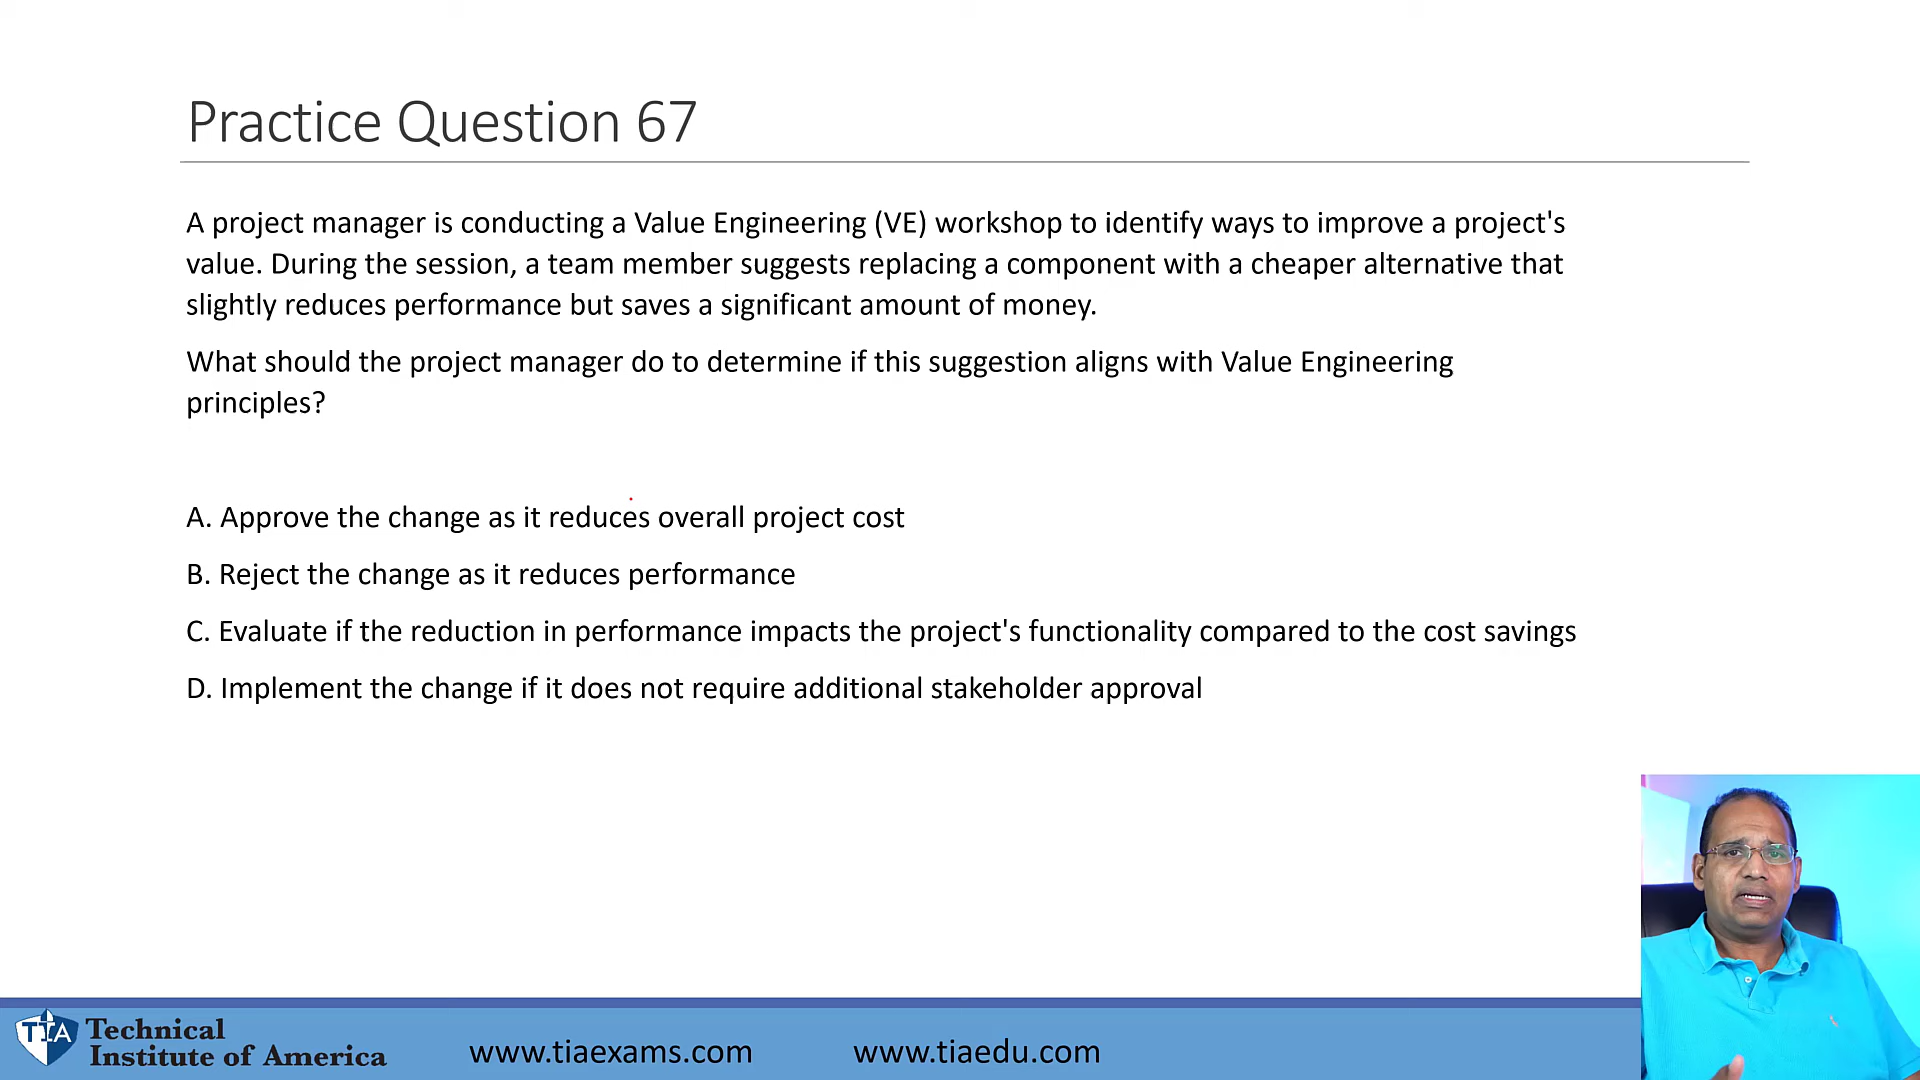 Practice Question 67
A project manager is conducting a Value Engineering (VE) workshop to identify ways to improve a project's
value. During the session, a team member suggests replacing a component with a cheaper alternative that
slightly reduces performance but saves a significant amount of money.
What should the project manager do to determine if this suggestion aligns with Value Engineering
principles?
A. Approve the change as it reduces overall project cost
B. Reject the change as it reduces performance
C. Evaluate if the reduction in performance impacts the project's functionality compared to the cost savings
D. Implement the change if it does not require additional stakeholder approval
TIA
Technical
Institute of America
www.tiaexams.com
www.tiaedu.com